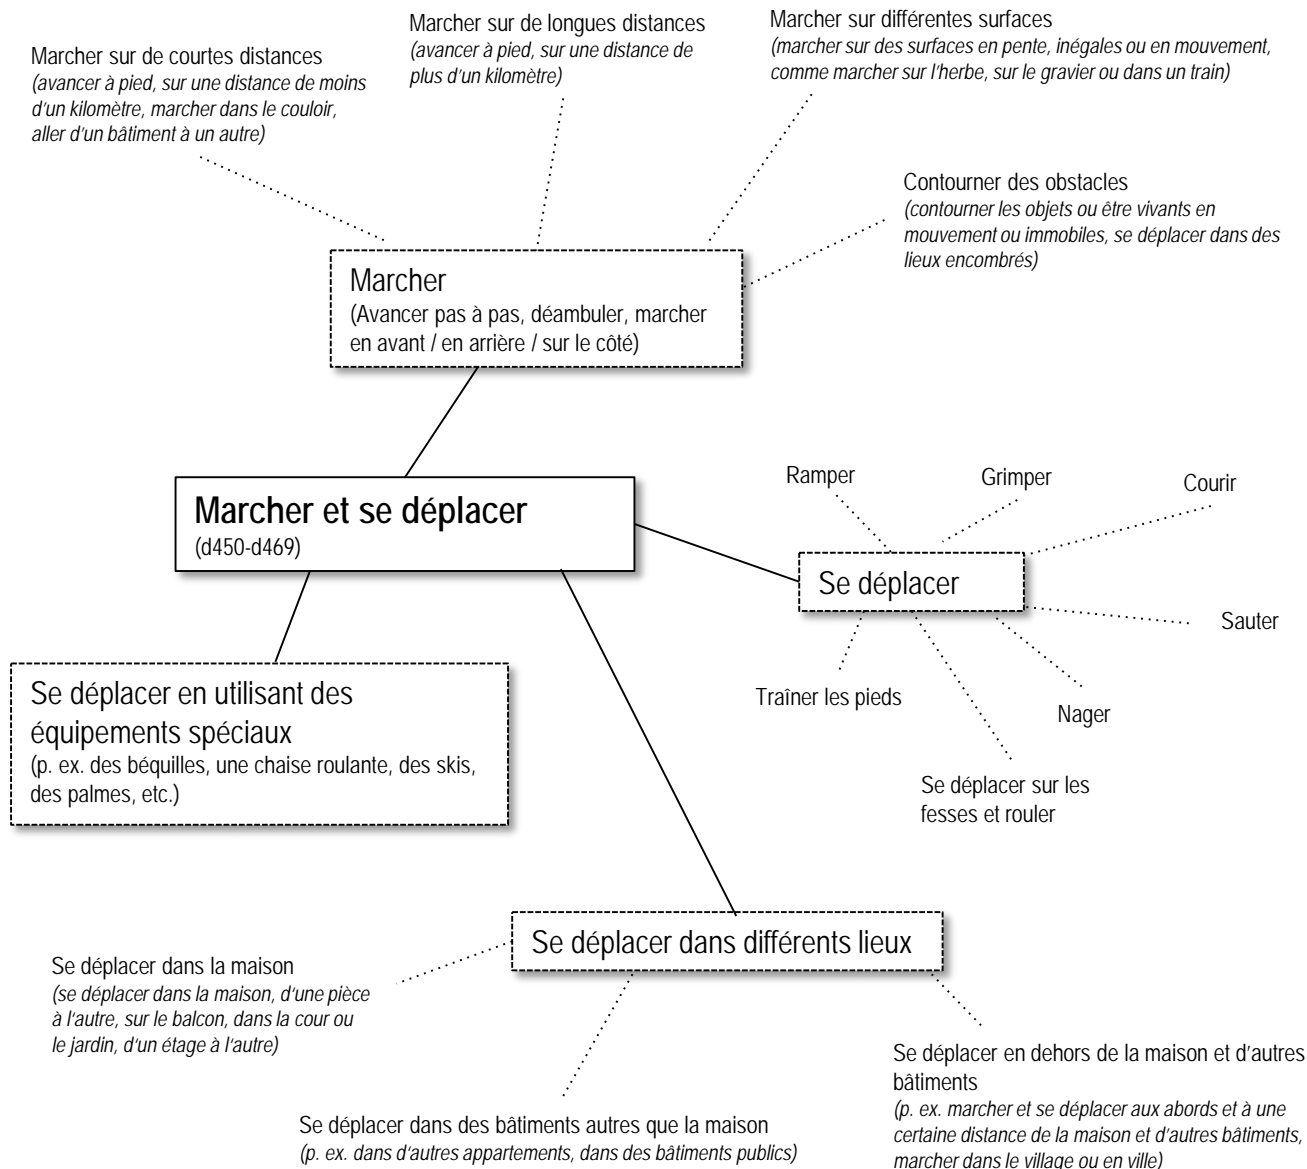 Marcher sur de courtes distances
(avancer à pied, sur une distance de moins
d'un kilomètre, marcher dans le couloir,
aller d'un bâtiment à un autre)
Marcher sur de longues distances
(avancer à pied, sur une distance de
plus d'un kilomètre)
Marcher sur différentes surfaces
(marcher sur des surfaces en pente, inégales ou en mouvement,
comme marcher sur l'herbe, sur le gravier ou dans un train)
Contourner des obstacles
(contourner les objets ou être vivants en
mouvement ou immobiles, se déplacer dans des
lieux encombrés)
Marcher
(Avancer pas à pas, déambuler, marcher
en avant / en arrière / sur le côté)
Marcher et se déplacer
(d450-d469)
Ramper
Grimper
Courir
Se déplacer
Sauter
Traîner les pieds
Nager
Se déplacer sur les
fesses et rouler
Se déplacer en utilisant des
équipements spéciaux
(p. ex. des béquilles, une chaise roulante, des skis,
des palmes, etc.)
Se déplacer dans différents lieux
Se déplacer dans la maison
(se déplacer dans la maison, d'une pièce
à l'autre, sur le balcon, dans la cour ou
le jardin, d'un étage à l'autre)
Se déplacer dans des bâtiments autres que la maison
(p. ex. dans d'autres appartements, dans des bâtiments publics)
Se déplacer en dehors de la maison et d'autres
bâtiments
(p. ex. marcher et se déplacer aux abords et à une
certaine distance de la maison et d'autres bâtiments,
marcher dans le village ou en ville)